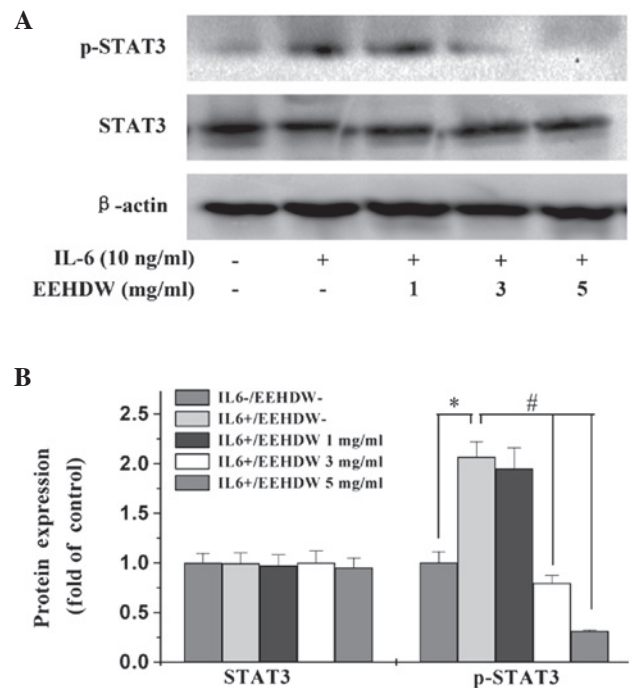 A
p-STAT3
STAT3
β-actin
IL-6 (10 ng/ml) - + + + +
EEHDW (mg/ml) - - 1 3 5
B
IL6-/EEHDW-
IL6+/EEHDW-
IL6+/EEHDW 1 mg/ml
IL6+/EEHDW 3 mg/ml
IL6+/EEHDW 5 mg/ml
* #
Protein expression
(fold of control)
2.5
2.0
1.5
1.0
0.5
0.0
STAT3 p-STAT3